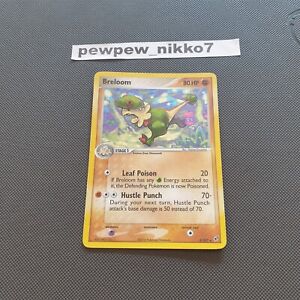 pewpew_nikko7
Breloom 80 HP
STAGE 1
Leaf Poison 20
If Breloom has any Energy attached to
it, the Defending Pokémon is now Poisoned.
Hustle Punch 70-
During your next turn, Hustle Punch
attack's base damage is 30 instead of 70.